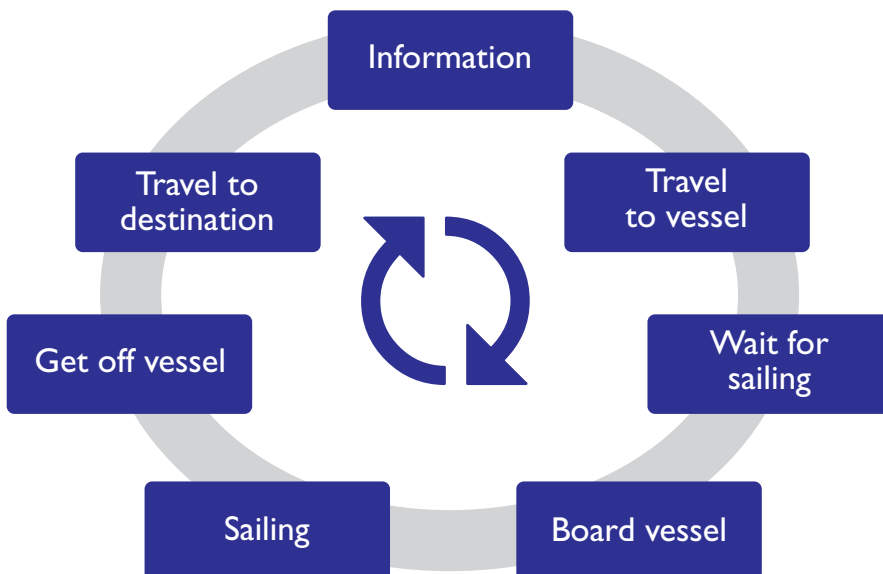 Information
Travel
to vessel
Wait for
sailing
Board vessel
Sailing
Get off vessel
Travel to
destination